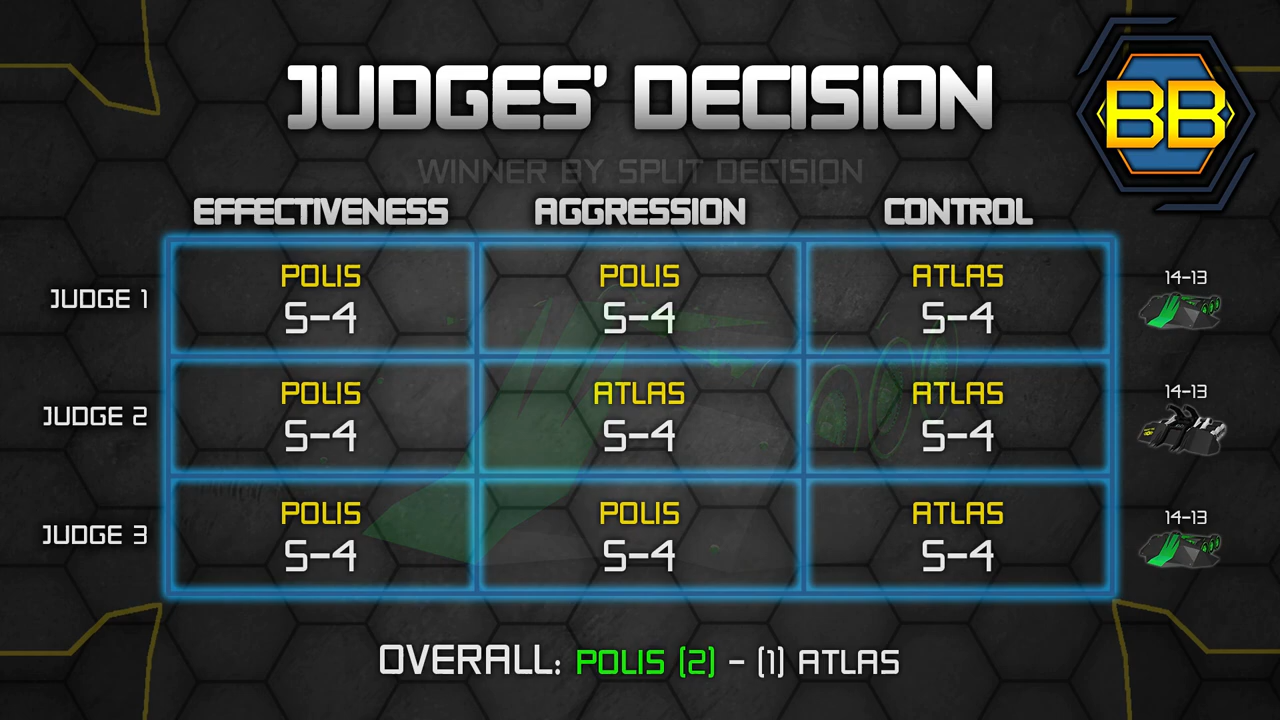 JUDGES' DECISION
BB
WINNER BY SPLIT DECISION
EFFECTIVENESS AGGRESSION CONTROL
POLIS POLIS ATLAS 14-13
JUDGE 1 5-4 5-4 5-4
POLIS ATLAS ATLAS 14-13
JUDGE 2 5-4 5-4 5-4
POLIS POLIS ATLAS 14-13
JUDGE 3 5-4 5-4 5-4
OVERALL: POLIS (2) - (1) ATLAS